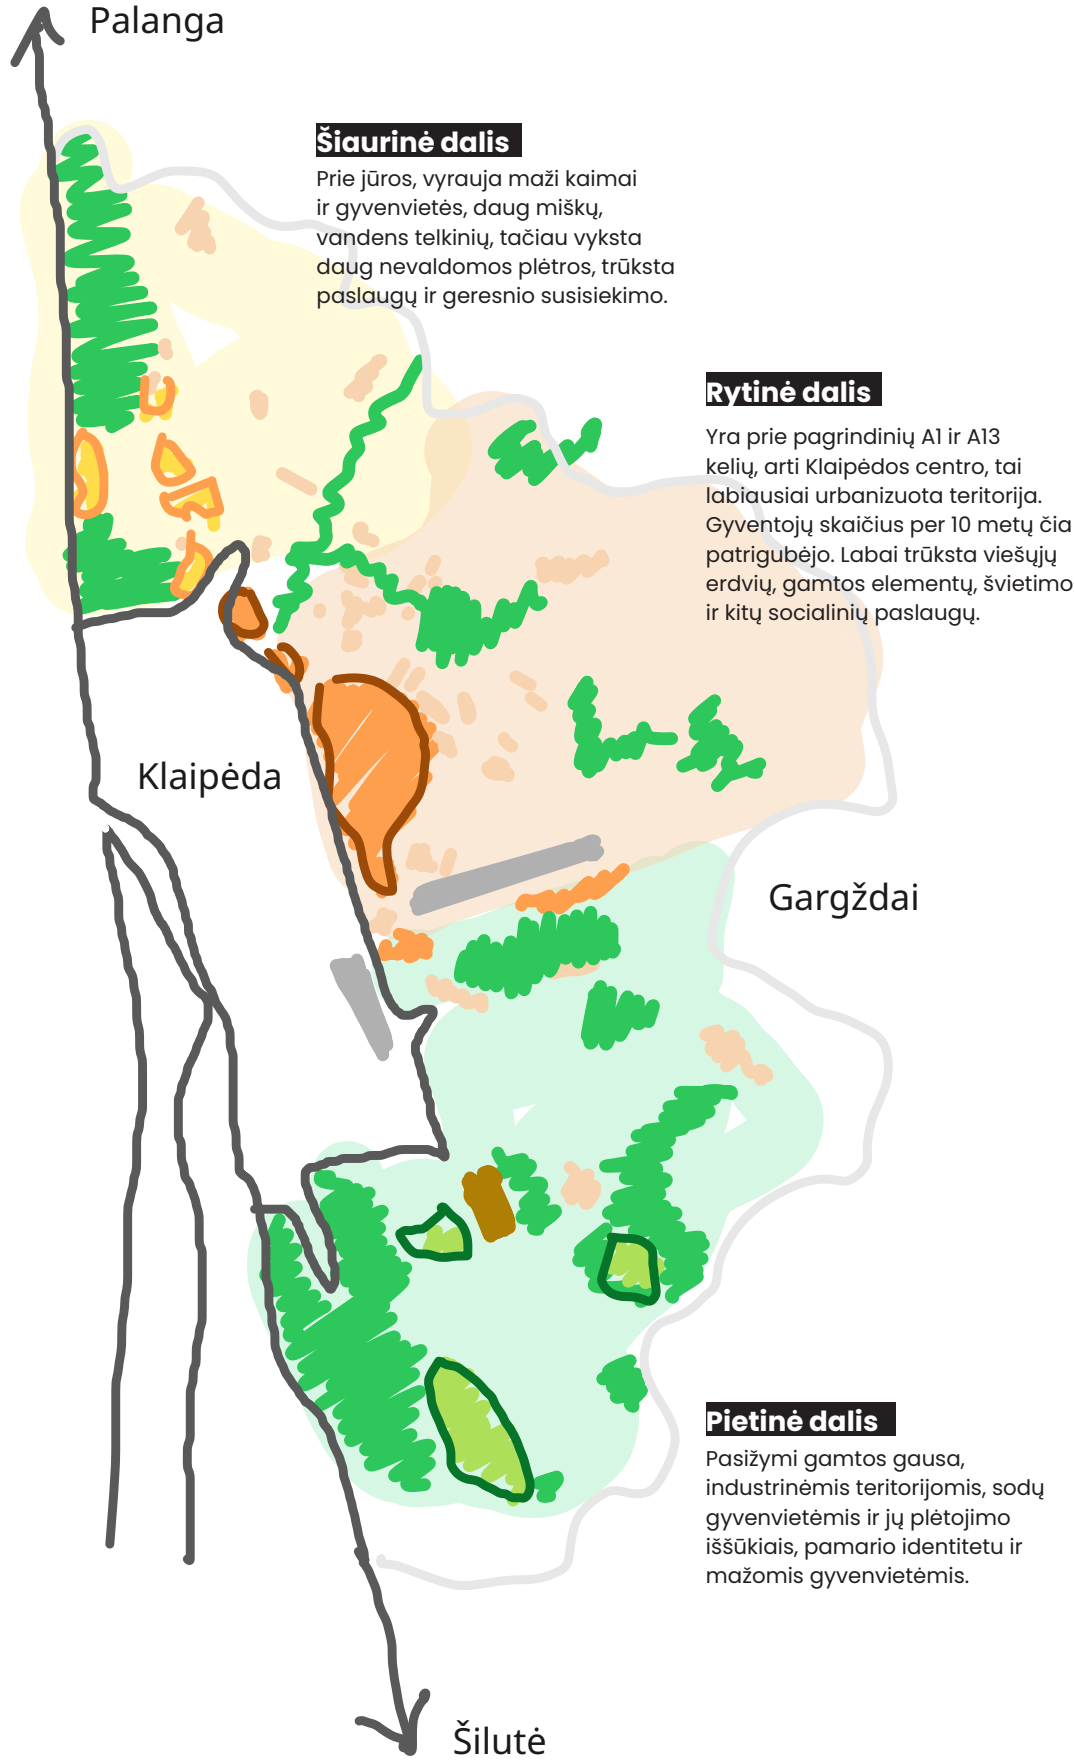 Palanga
Šiaurinė dalis
Prie jūros, vyrauja maži kaimai
ir gyvenvietės, daug miškų,
vandens telkinių, tačiau vyksta
daug nevaldomos plėtros, trūksta
paslaugų ir geresnio susisiekimo.
Rytinė dalis
Yra prie pagrindinių A1 ir A13
kelių, arti Klaipėdos centro, tai
labiausiai urbanizuota teritorija.
Gyventojų skaičius per 10 metų čia
patrigubėjo. Labai trūksta viešųjų
erdvių, gamtos elementų, švietimo
ir kitų socialinių paslaugų.
Klaipėda
Gargždai
Pietinė dalis
Pasižymi gamtos gausa,
industrinėmis teritorijomis, sodų
gyvenvietėmis ir jų plėtojimo
iššūkiais, pamario identitetu ir
mažomis gyvenvietėmis.
Šilutė